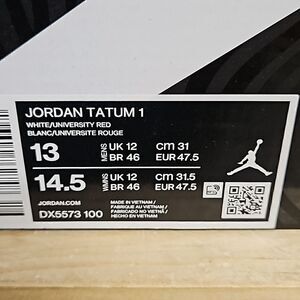 JORDAN TATUM 1
WHITE/UNIVERSITY RED
BLANC/UNIVERSITE ROUGE
13 MENS UK 12 cm 31
BR 46 EUR 47.5
14.5 WMNS UK 12 cm 31.5
BR 46 EUR 47.5
JORDAN.COM MADE IN VIETNAM /
FABRIQUE AU VIETNAM /
DX5573 100 FABRICADO NO VIETNÃ /
HECHO EN VIETNAM